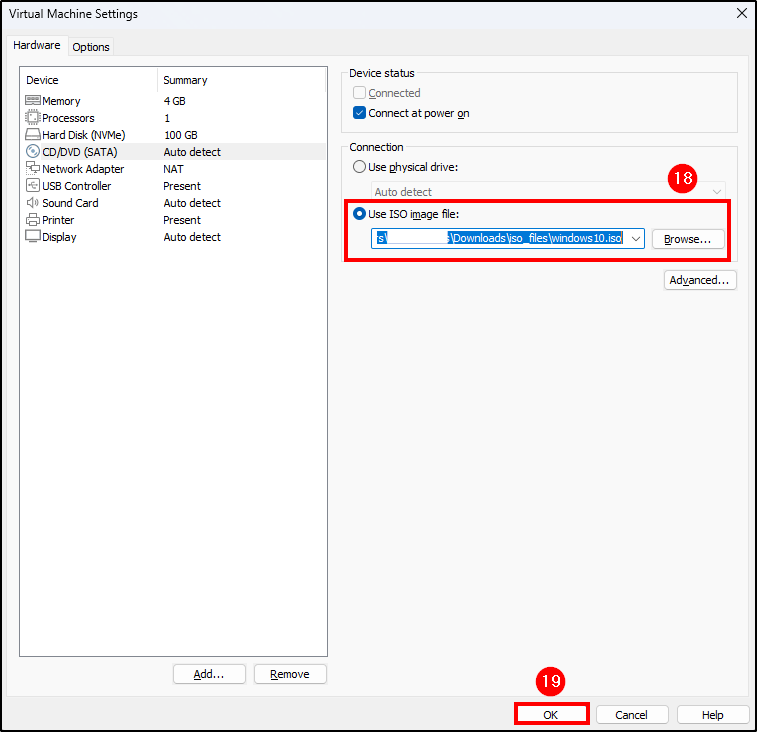 Virtual Machine Settings
Hardware Options
Device Summary
Memory 4 GB
Processors 1
Hard Disk (NVMe) 100 GB
CD/DVD (SATA) Auto detect
Network Adapter NAT
USB Controller Present
Sound Card Auto detect
Printer Present
Display Auto detect
Add... Remove
Device status
Connected
Connect at power on
Connection
Use physical drive:
Auto detect
18
Use ISO image file:
\Downloads\iso_files\windows10.iso Browse...
Advanced...
19
OK Cancel Help